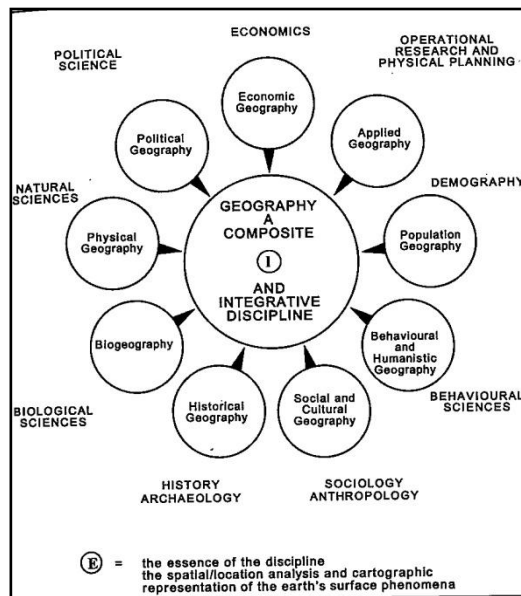 ECONOMICS
POLITICAL
SCIENCE
OPERATIONAL
RESEARCH AND
PHYSICAL PLANNING
Economic
Geography
Political
Geography
Applied
Geography
NATURAL
SCIENCES
DEMOGRAPHY
GEOGRAPHY
A
COMPOSITE
1
AND
INTEGRATIVE
DISCIPLINE
Physical
Geography
Population
Geography
Biogeography
Behavioural
and
Humanistic
Geography
BIOLOGICAL
SCIENCES
BEHAVIOURAL
SCIENCES
Historical
Geography
Social and
Cultural
Geography
HISTORY
ARCHAEOLOGY
SOCIOLOGY
ANTHROPOLOGY
E = the essence of the discipline
the spatial/location analysis and cartographic
representation of the earth's surface phenomena